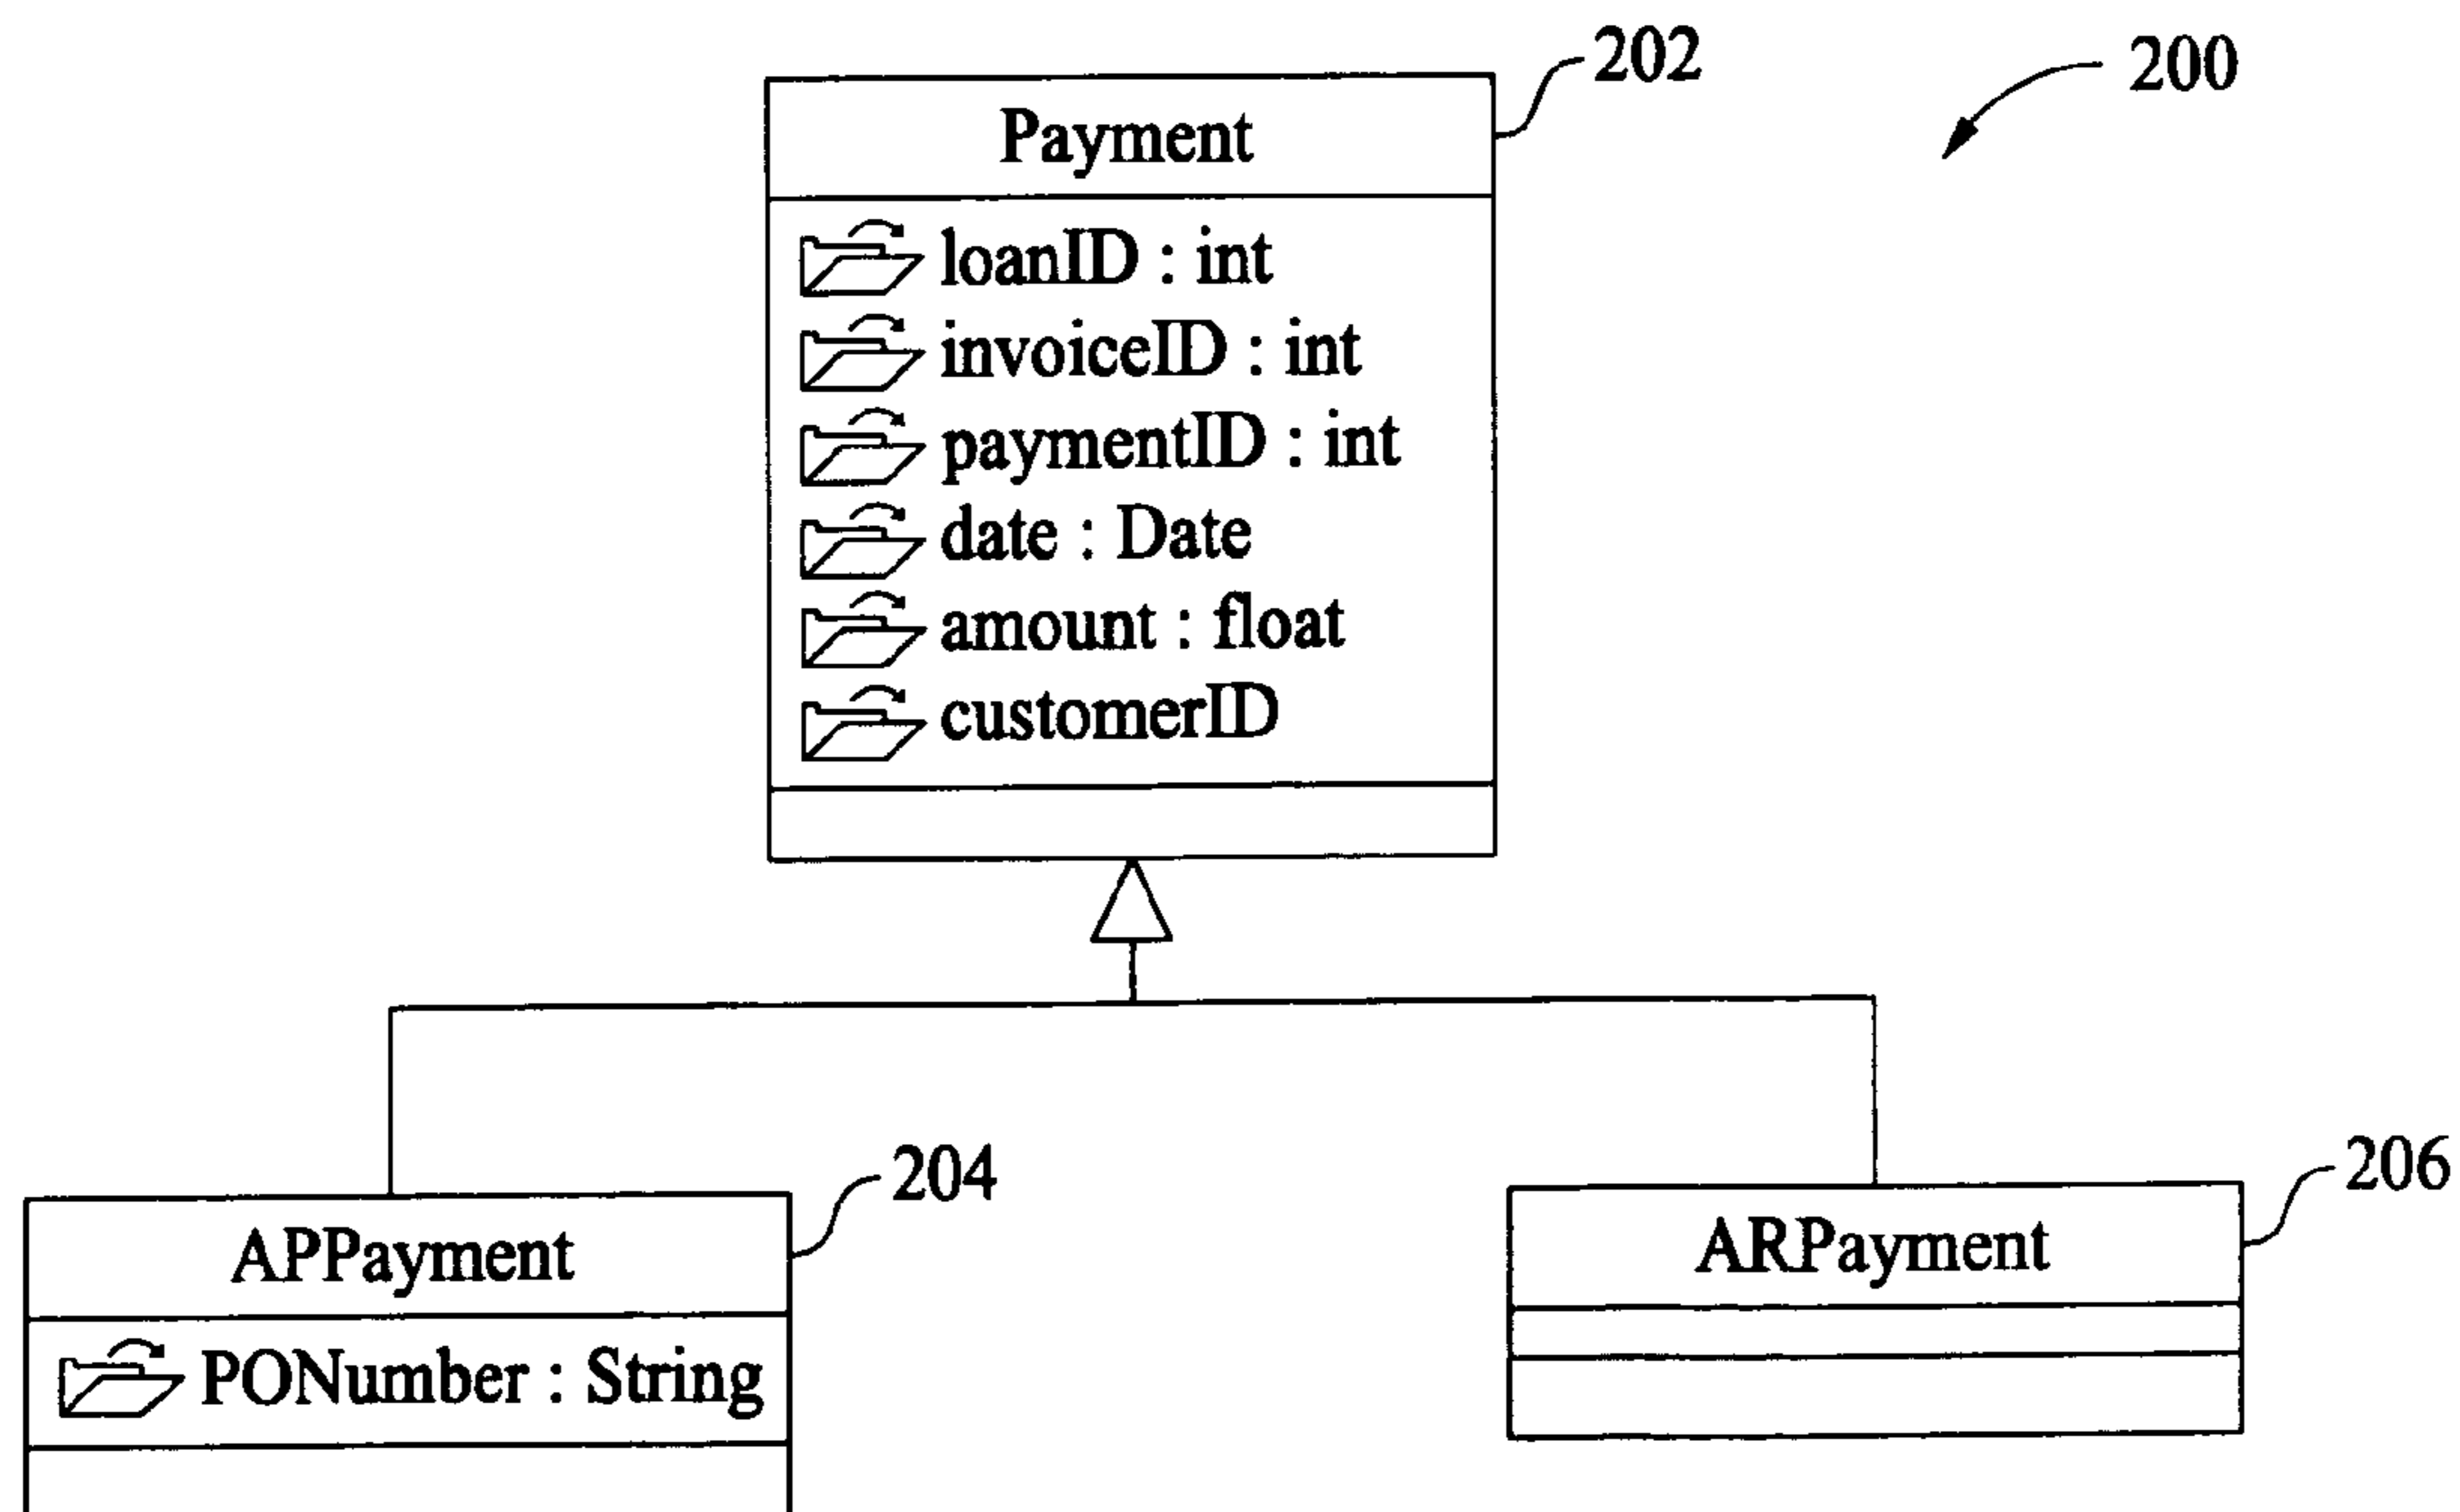 202
200
Payment
loanID : int
invoiceID : int
paymentID : int
date : Date
amount : float
customerID
204
206
APPayment
ARPayment
PONumber : String